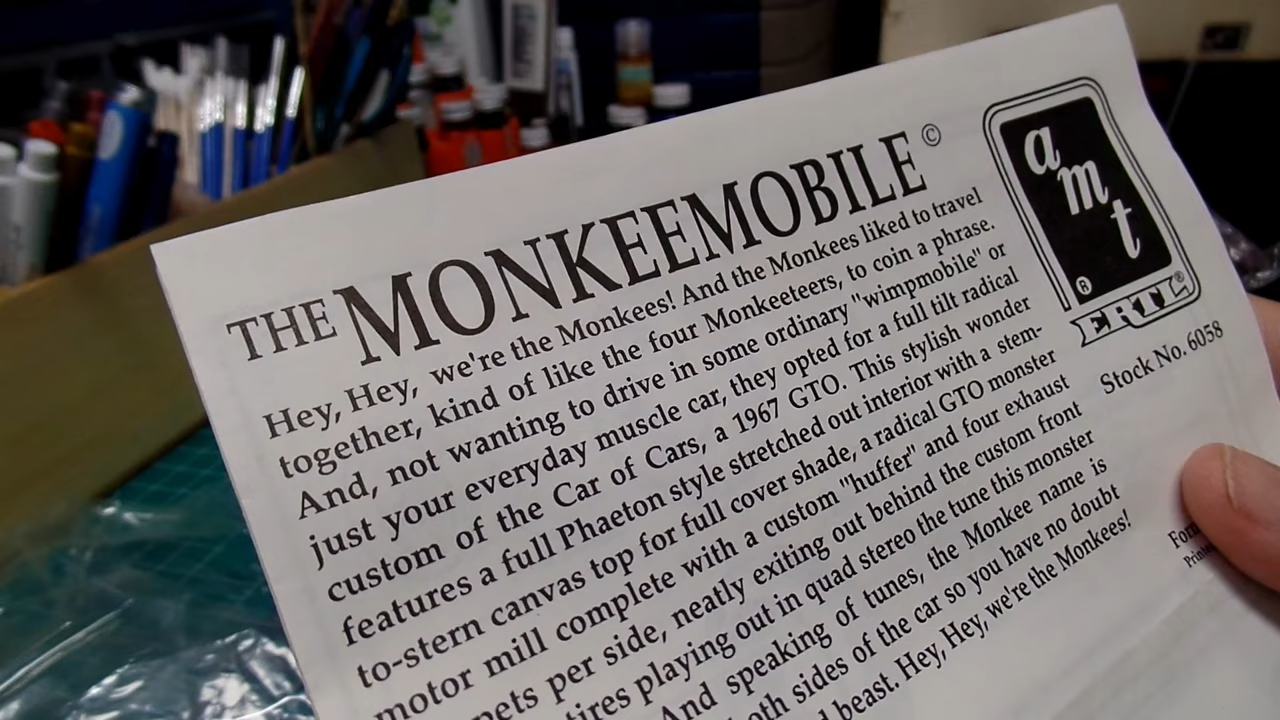 THE MONKEEMOBILE ©
Hey, Hey, we're the Monkees! And the Monkees liked to travel
together, kind of like the four Monkeeteers, to coin a phrase.
And, not wanting to drive in some ordinary "wimpmobile" or
just your everyday muscle car, they opted for a full tilt radical
custom of the Car of Cars, a 1967 GTO. This stylish wonder
features a full Phaeton style stretched out interior with a stem-
to-stern canvas top for full cover shade, a radical GTO monster
motor mill complete with a custom "huffer" and four exhaust
pets per side, neatly exiting out behind the custom front
tires playing out in quad stereo the tune this monster
And speaking of tunes, the Monkee name is
oth sides of the car so you have no doubt
beast. Hey, Hey, we're the Monkees!
amt
®
ERTL®
Stock No. 6058